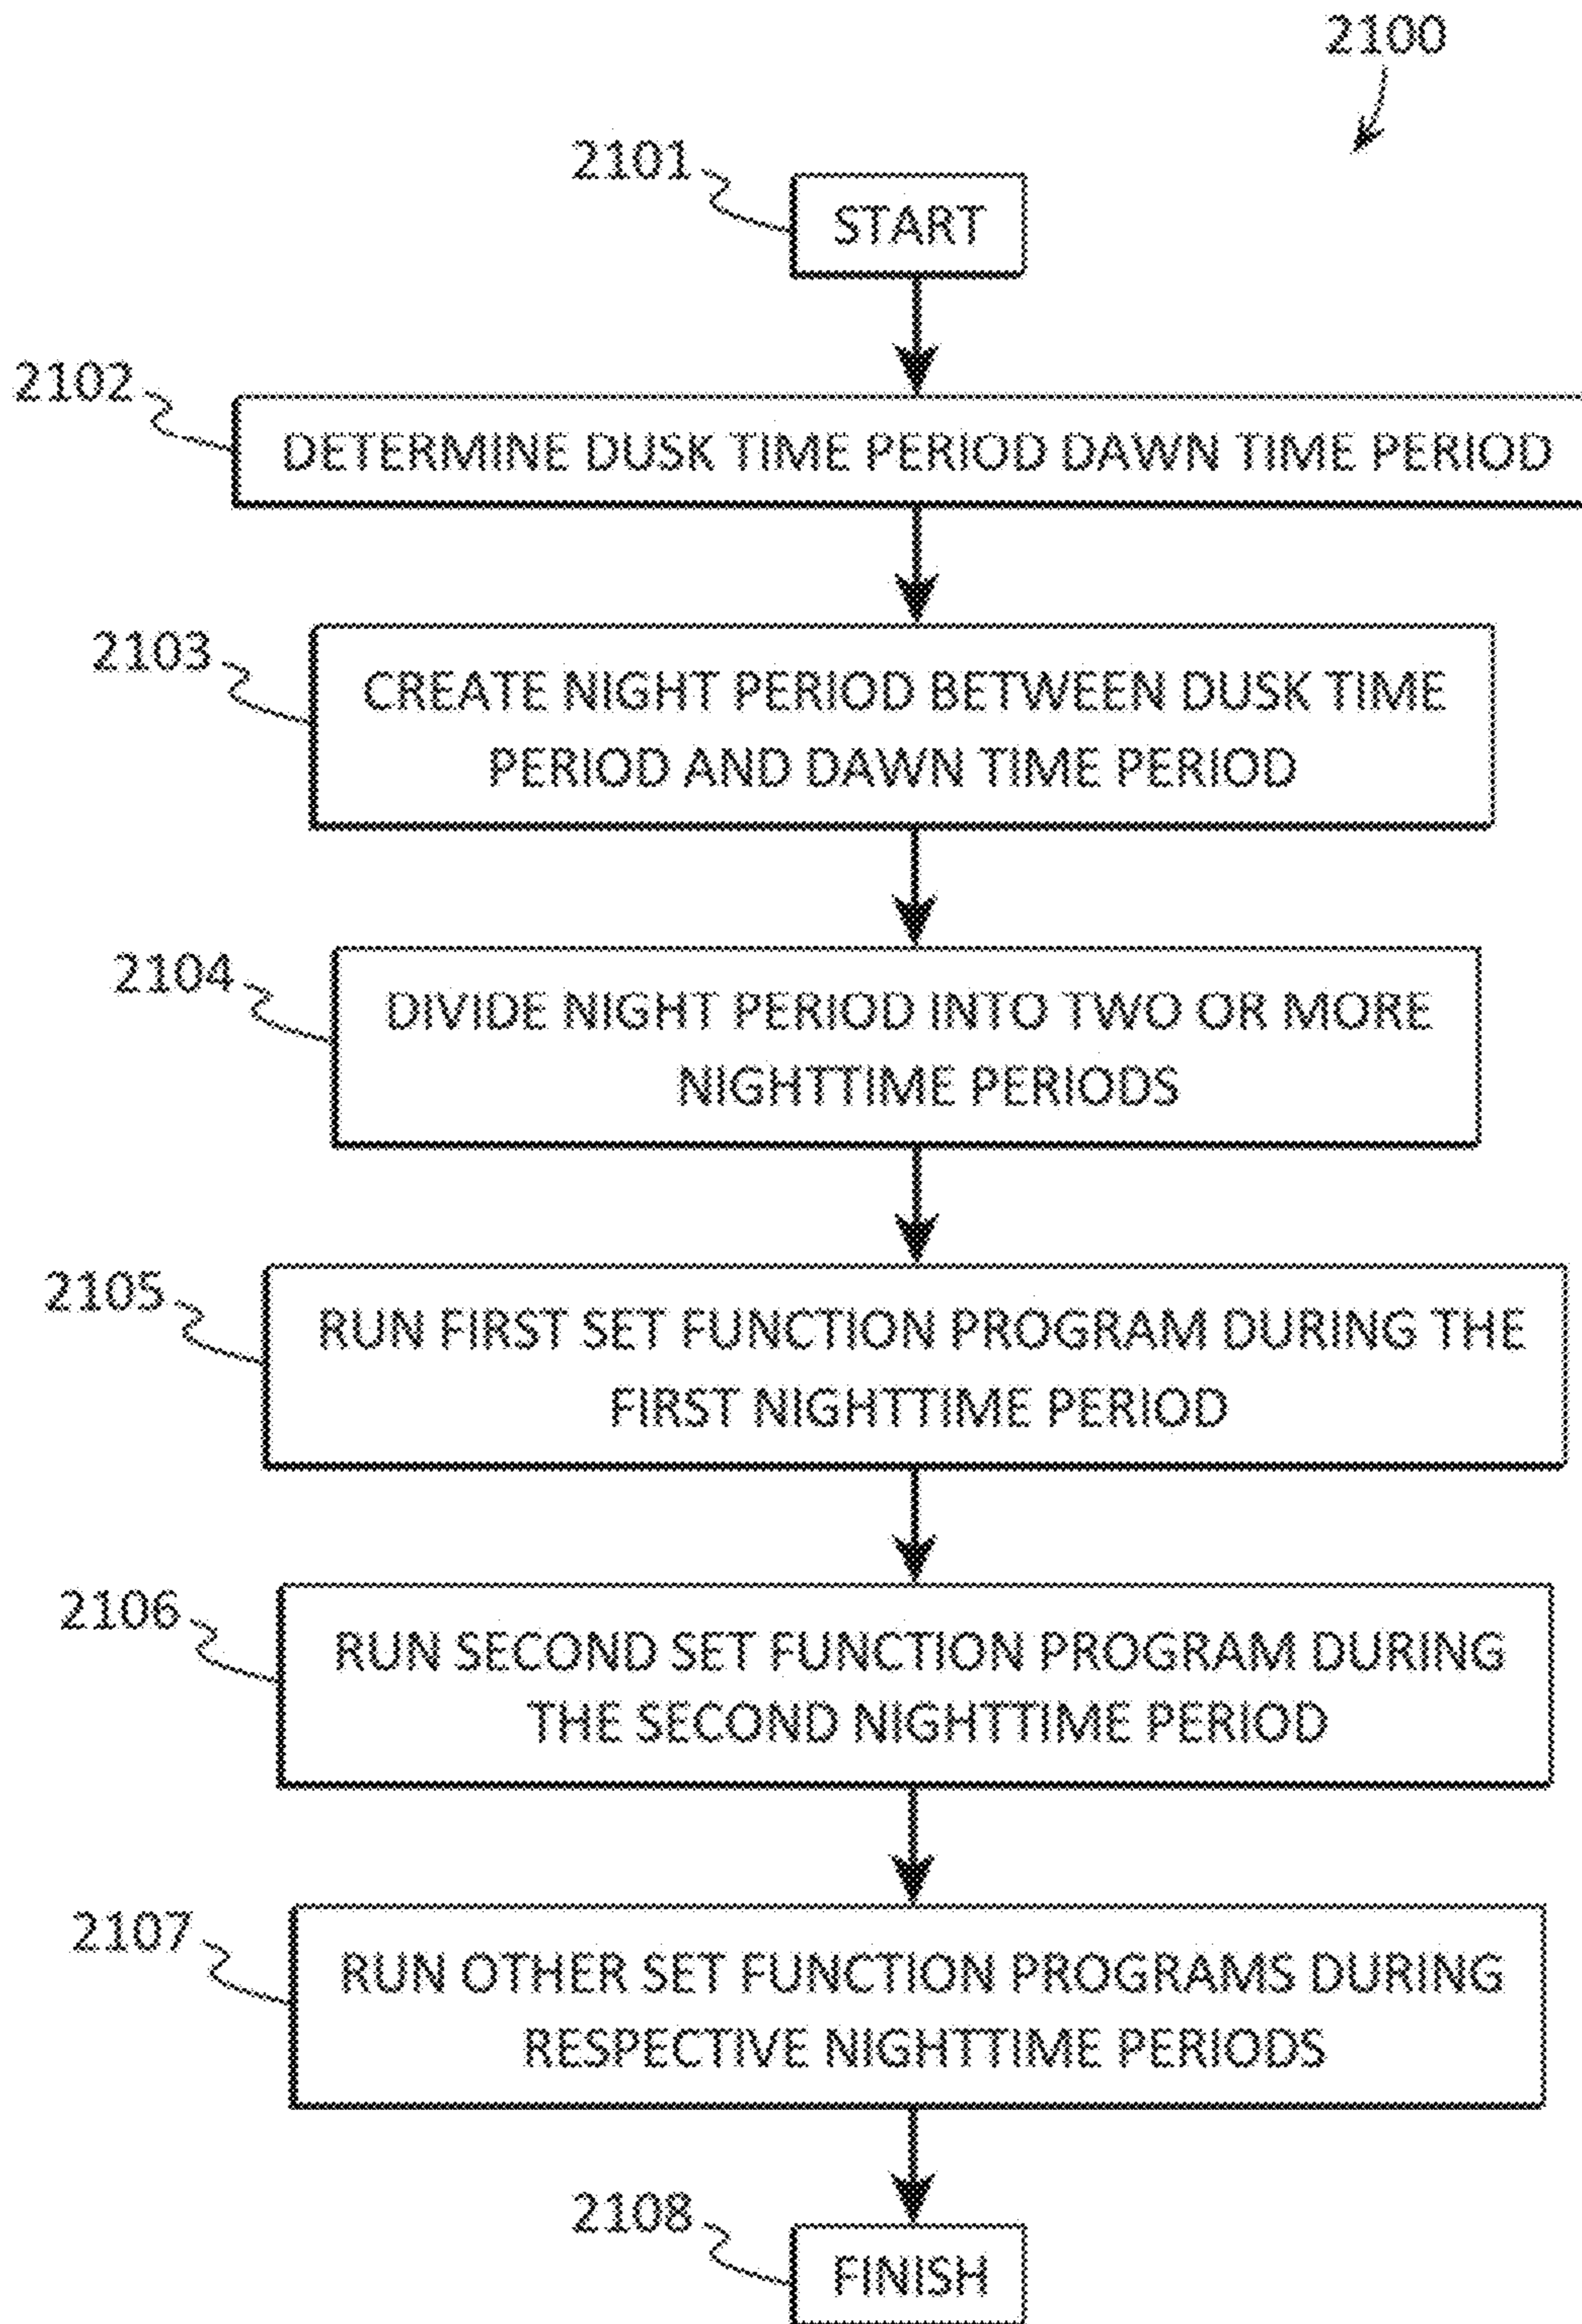 2100
2101
START
2102
DETERMINE DUSK TIME PERIOD DAWN TIME PERIOD
2103
CREATE NIGHT PERIOD BETWEEN DUSK TIME
PERIOD AND DAWN TIME PERIOD
2104
DIVIDE NIGHT PERIOD INTO TWO OR MORE
NIGHTTIME PERIODS
2105
RUN FIRST SET FUNCTION PROGRAM DURING THE
FIRST NIGHTTIME PERIOD
2106
RUN SECOND SET FUNCTION PROGRAM DURING
THE SECOND NIGHTTIME PERIOD
2107
RUN OTHER SET FUNCTION PROGRAMS DURING
RESPECTIVE NIGHTTIME PERIODS
2108
FINISH